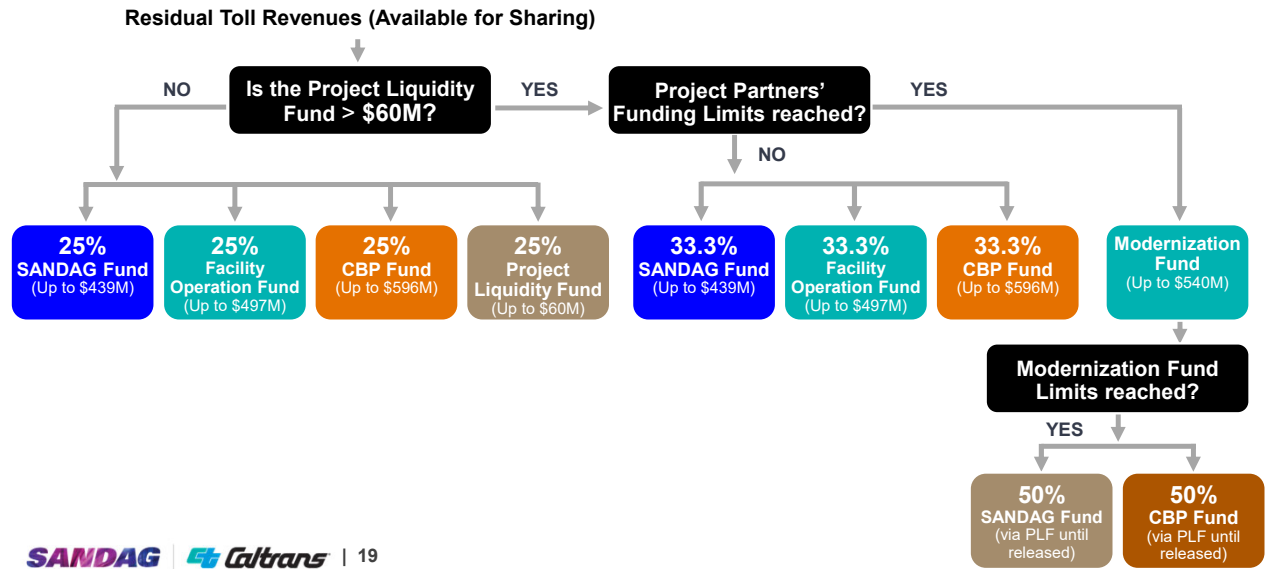 Residual Toll Revenues (Available for Sharing)
Is the Project Liquidity
Fund > $60M?
NO
YES
Project Partners'
Funding Limits reached?
YES
NO
25%
SANDAG Fund
(Up to $439M)
25%
Facility
Operation Fund
(Up to $497M)
25%
CBP Fund
(Up to $596M)
25%
Project
Liquidity Fund
(Up to $60M)
33.3%
SANDAG Fund
(Up to $439M)
33.3%
Facility
Operation Fund
(Up to $497M)
33.3%
CBP Fund
(Up to $596M)
Modernization
Fund
(Up to $540M)
Modernization Fund
Limits reached?
YES
50%
SANDAG Fund
(via PLF until
released)
50%
CBP Fund
(via PLF until
released)
SANDAG ct Caltrans | 19